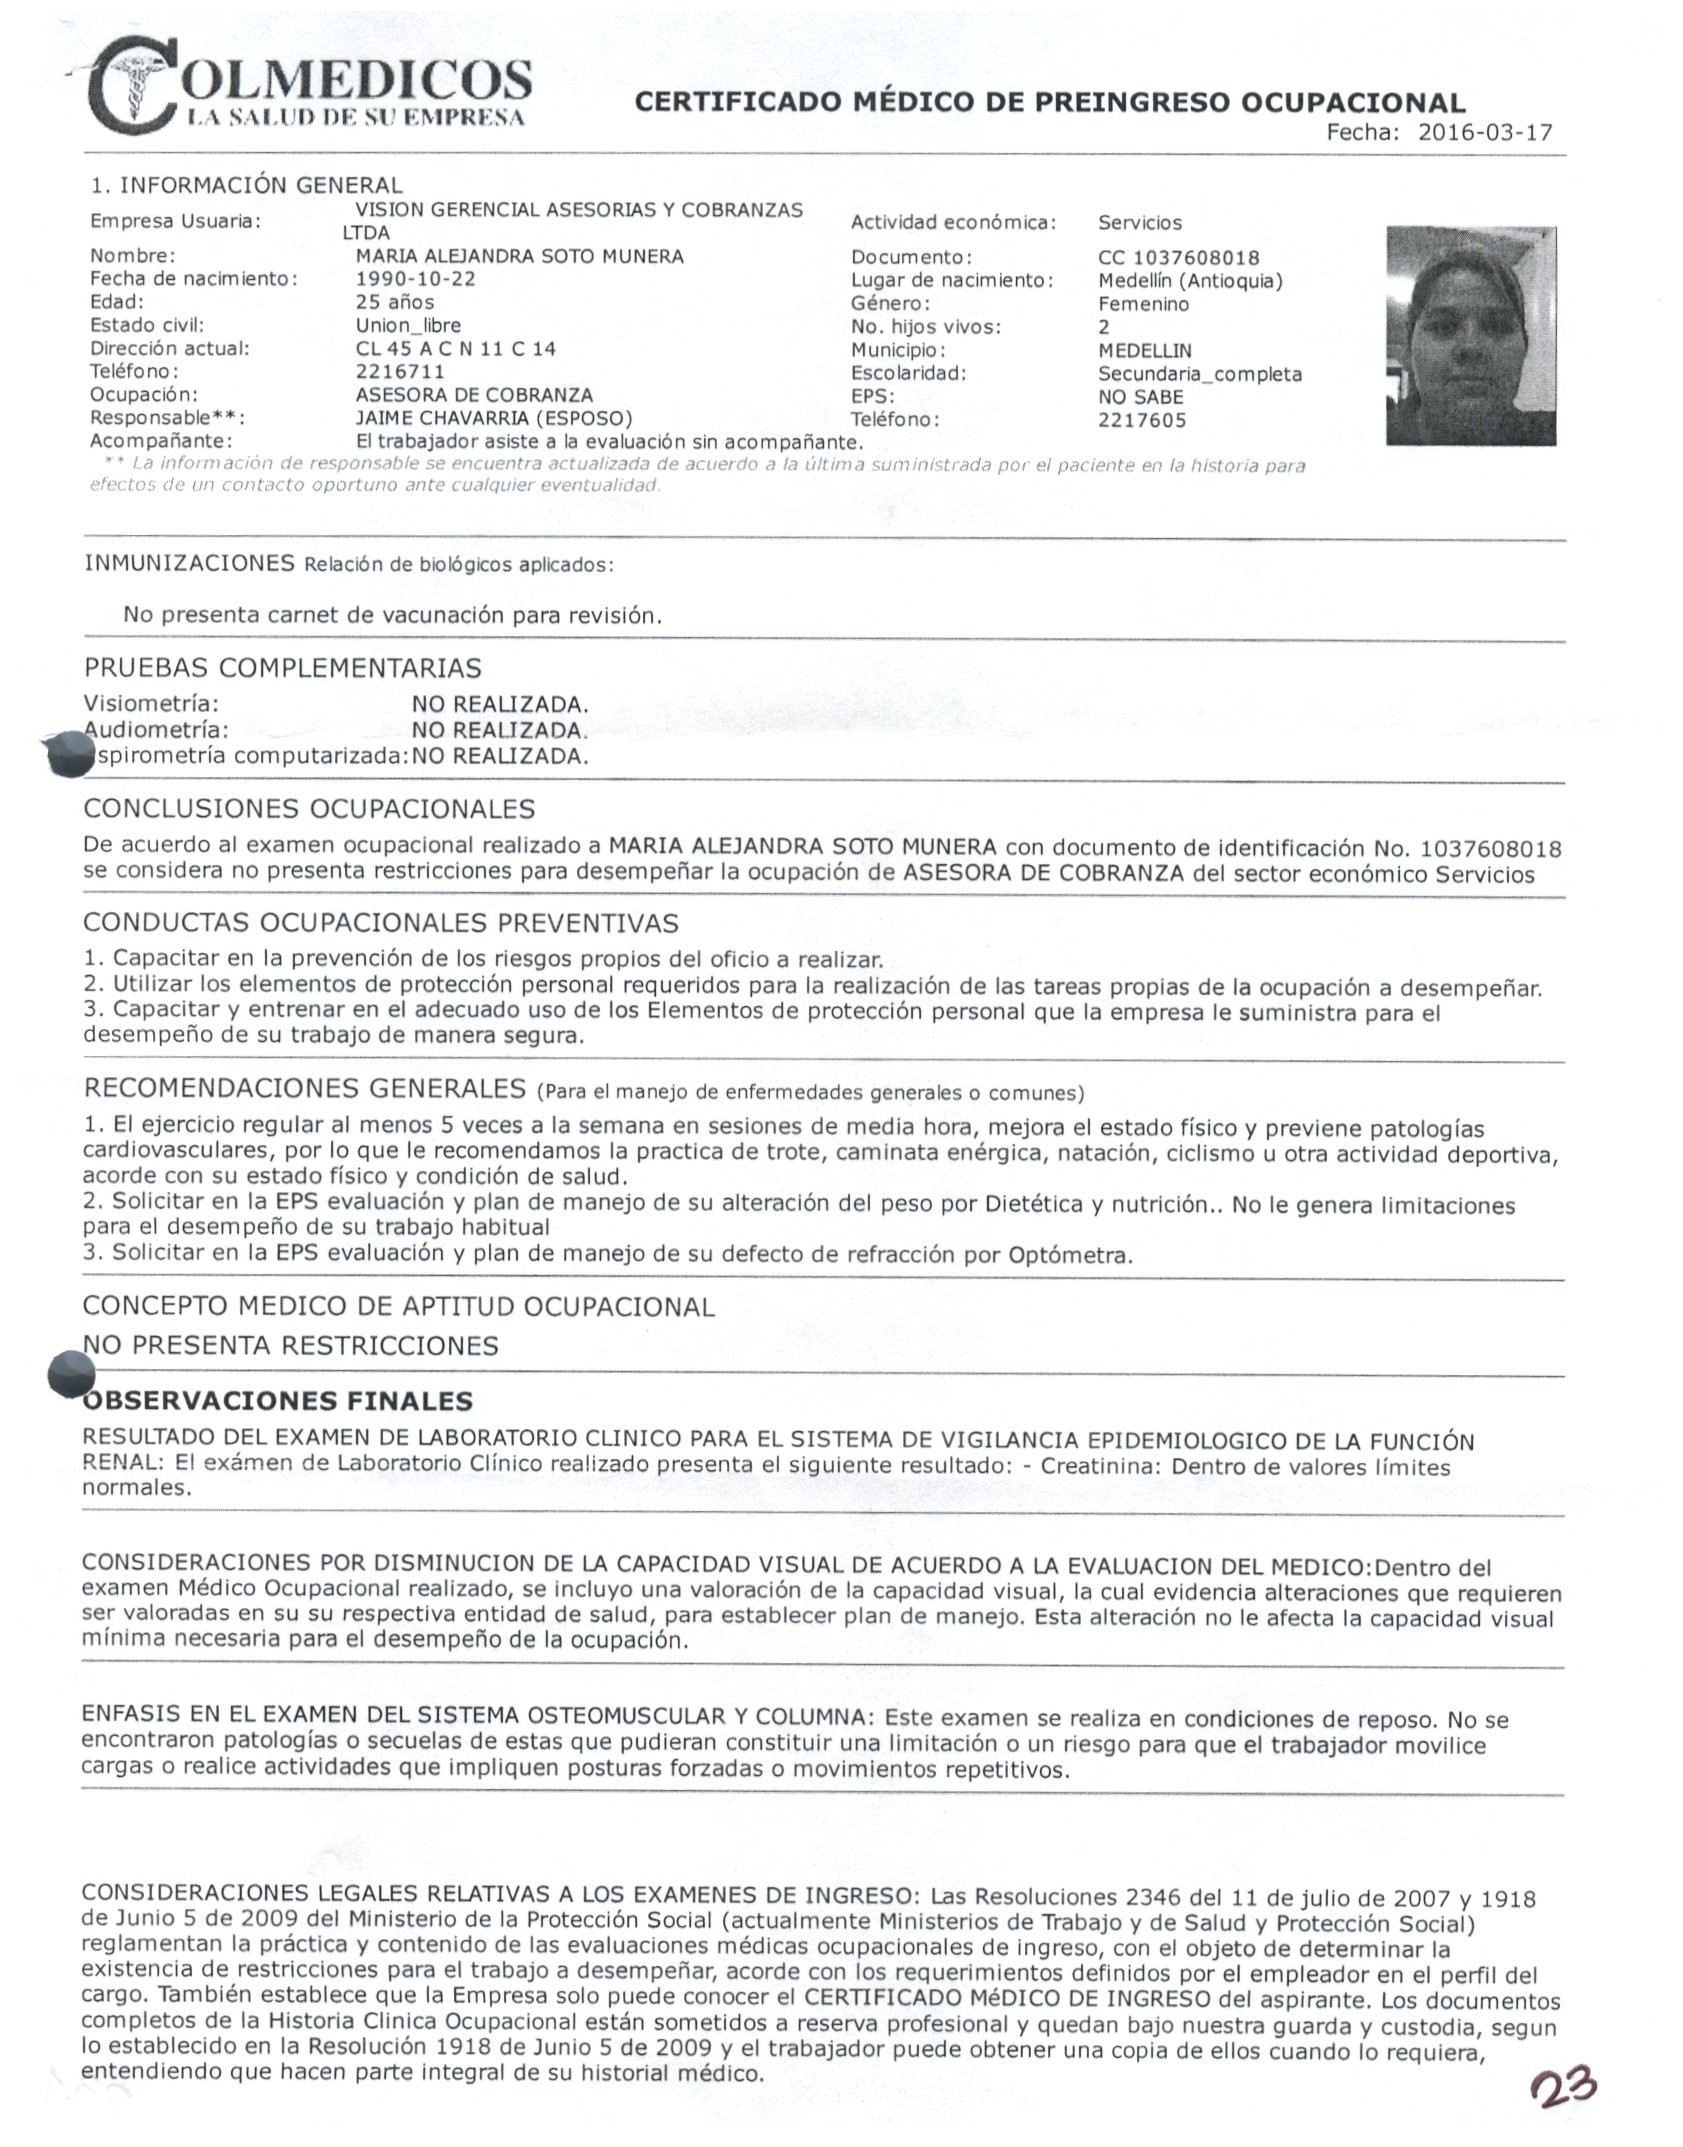 COLMEDICOS
LA SALUD DE SU EMPRESA
CERTIFICADO MÉDICO DE PREINGRESO OCUPACIONAL
Fecha: 2016-03-17
1. INFORMACIÓN GENERAL
Empresa Usuaria: VISION GERENCIAL ASESORIAS Y COBRANZAS LTDA Actividad económica: Servicios
Nombre: MARIA ALEJANDRA SOTO MUNERA Documento: CC 1037608018
Fecha de nacimiento: 1990-10-22 Lugar de nacimiento: Medellín (Antioquia)
Edad: 25 años Género: Femenino
Estado civil: Union_libre No. hijos vivos: 2
Dirección actual: CL 45 A C N 11 C 14 Municipio: MEDELLIN
Teléfono: 2216711 Escolaridad: Secundaria_completa
Ocupación: ASESORA DE COBRANZA EPS: NO SABE
Responsable**: JAIME CHAVARRIA (ESPOSO) Teléfono: 2217605
Acompañante: El trabajador asiste a la evaluación sin acompañante.
** La información de responsable se encuentra actualizada de acuerdo a la última suministrada por el paciente en la historia para
efectos de un contacto oportuno ante cualquier eventualidad.
INMUNIZACIONES Relación de biológicos aplicados:
No presenta carnet de vacunación para revisión.
PRUEBAS COMPLEMENTARIAS
Visiometría: NO REALIZADA.
Audiometría: NO REALIZADA.
spirometría computarizada: NO REALIZADA.
CONCLUSIONES OCUPACIONALES
De acuerdo al examen ocupacional realizado a MARIA ALEJANDRA SOTO MUNERA con documento de identificación No. 1037608018
se considera no presenta restricciones para desempeñar la ocupación de ASESORA DE COBRANZA del sector económico Servicios
CONDUCTAS OCUPACIONALES PREVENTIVAS
1. Capacitar en la prevención de los riesgos propios del oficio a realizar.
2. Utilizar los elementos de protección personal requeridos para la realización de las tareas propias de la ocupación a desempeñar.
3. Capacitar y entrenar en el adecuado uso de los Elementos de protección personal que la empresa le suministra para el
desempeño de su trabajo de manera segura.
RECOMENDACIONES GENERALES (Para el manejo de enfermedades generales o comunes)
1. El ejercicio regular al menos 5 veces a la semana en sesiones de media hora, mejora el estado físico y previene patologías
cardiovasculares, por lo que le recomendamos la practica de trote, caminata enérgica, natación, ciclismo u otra actividad deportiva,
acorde con su estado físico y condición de salud.
2. Solicitar en la EPS evaluación y plan de manejo de su alteración del peso por Dietética y nutrición.. No le genera limitaciones
para el desempeño de su trabajo habitual
3. Solicitar en la EPS evaluación y plan de manejo de su defecto de refracción por Optómetra.
CONCEPTO MEDICO DE APTITUD OCUPACIONAL
NO PRESENTA RESTRICCIONES
OBSERVACIONES FINALES
RESULTADO DEL EXAMEN DE LABORATORIO CLINICO PARA EL SISTEMA DE VIGILANCIA EPIDEMIOLOGICO DE LA FUNCIÓN
RENAL: El exámen de Laboratorio Clínico realizado presenta el siguiente resultado: - Creatinina: Dentro de valores límites
normales.
CONSIDERACIONES POR DISMINUCION DE LA CAPACIDAD VISUAL DE ACUERDO A LA EVALUACION DEL MEDICO:Dentro del
examen Médico Ocupacional realizado, se incluyo una valoración de la capacidad visual, la cual evidencia alteraciones que requieren
ser valoradas en su su respectiva entidad de salud, para establecer plan de manejo. Esta alteración no le afecta la capacidad visual
mínima necesaria para el desempeño de la ocupación.
ENFASIS EN EL EXAMEN DEL SISTEMA OSTEOMUSCULAR Y COLUMNA: Este examen se realiza en condiciones de reposo. No se
encontraron patologías o secuelas de estas que pudieran constituir una limitación o un riesgo para que el trabajador movilice
cargas o realice actividades que impliquen posturas forzadas o movimientos repetitivos.
CONSIDERACIONES LEGALES RELATIVAS A LOS EXAMENES DE INGRESO: Las Resoluciones 2346 del 11 de julio de 2007 y 1918
de Junio 5 de 2009 del Ministerio de la Protección Social (actualmente Ministerios de Trabajo y de Salud y Protección Social)
reglamentan la práctica y contenido de las evaluaciones médicas ocupacionales de ingreso, con el objeto de determinar la
existencia de restricciones para el trabajo a desempeñar, acorde con los requerimientos definidos por el empleador en el perfil del
cargo. También establece que la Empresa solo puede conocer el CERTIFICADO MéDICO DE INGRESO del aspirante. Los documentos
completos de la Historia Clinica Ocupacional están sometidos a reserva profesional y quedan bajo nuestra guarda y custodia, segun
lo establecido en la Resolución 1918 de Junio 5 de 2009 y el trabajador puede obtener una copia de ellos cuando lo requiera,
entendiendo que hacen parte integral de su historial médico.
23